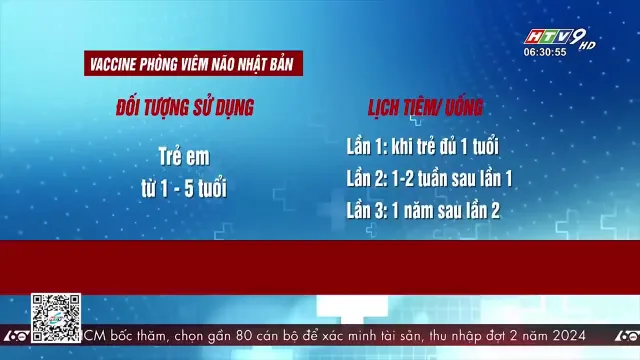 HTV9 HD
06:30:55
VACCINE PHÒNG VIÊM NÃO NHẬT BẢN
ĐỐI TƯỢNG SỬ DỤNG
LỊCH TIÊM/ UỐNG
Trẻ em
từ 1 - 5 tuổi
Lần 1: khi trẻ đủ 1 tuổi
Lần 2: 1-2 tuần sau lần 1
Lần 3: 1 năm sau lần 2
CM bốc thăm, chọn gần 80 cán bộ để xác minh tài sản, thu nhập đợt 2 năm 2024